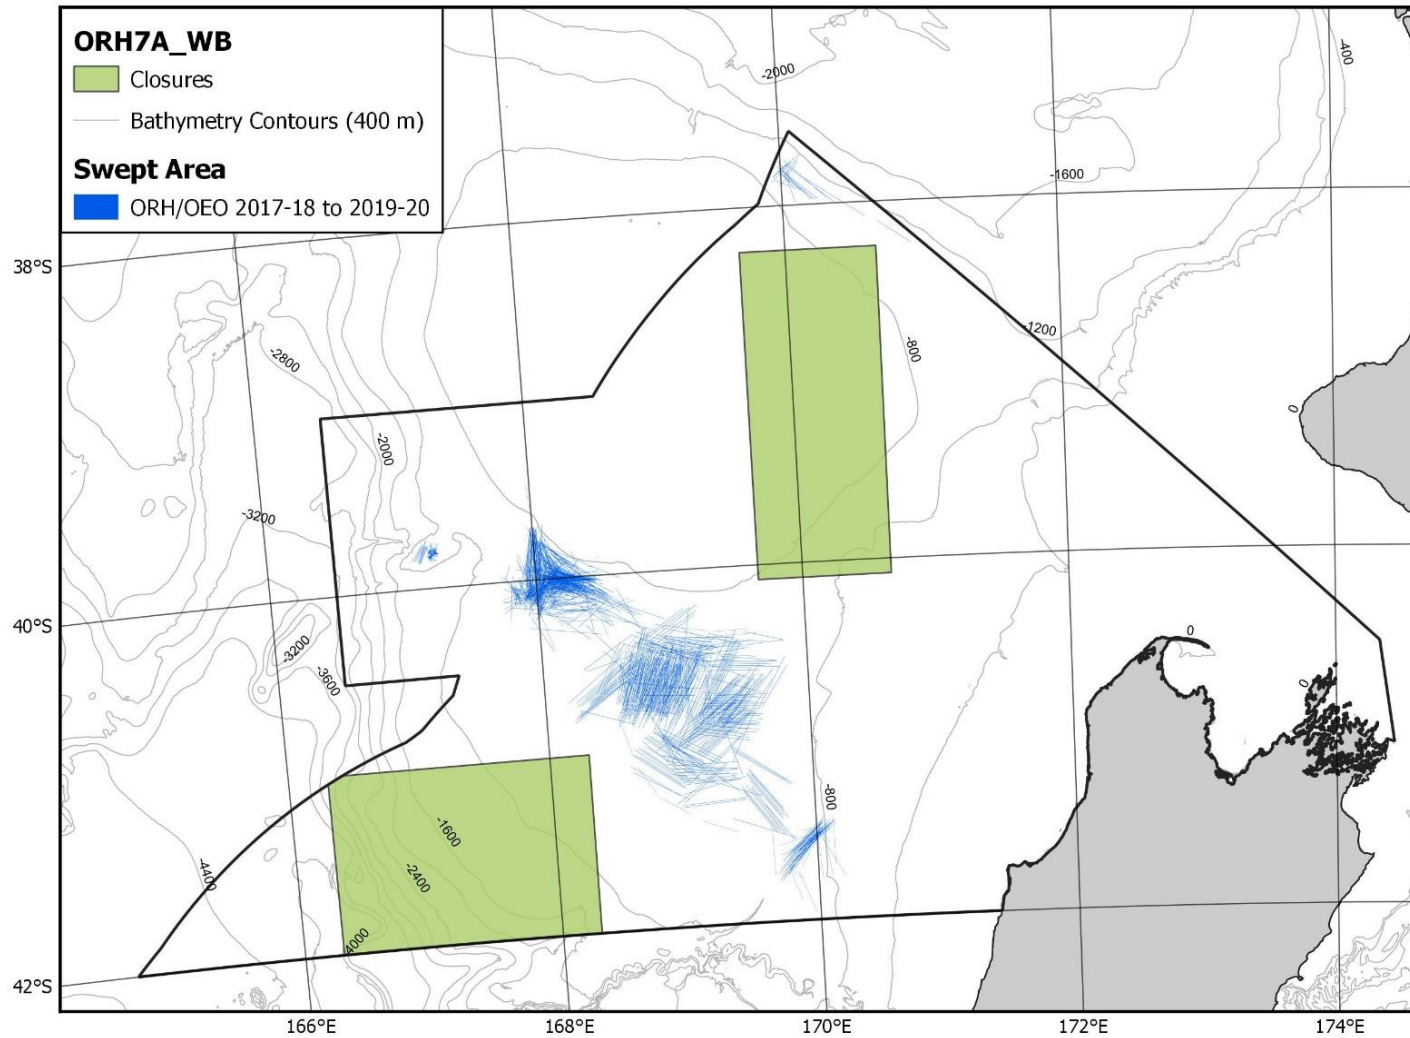 ORH7A_WB
Closures
Bathymetry Contours (400 m)
Swept Area
ORH/OEO 2017-18 to 2019-20
-400
-2000
-1600
38°S
-1200
-800
-2800
0
-2000
-3200
40°S
0
-3200
-3600
0
-800
-1600
-4400
-2400
-4000
42°S
166°E
168°E
170°E
172°E
174°E